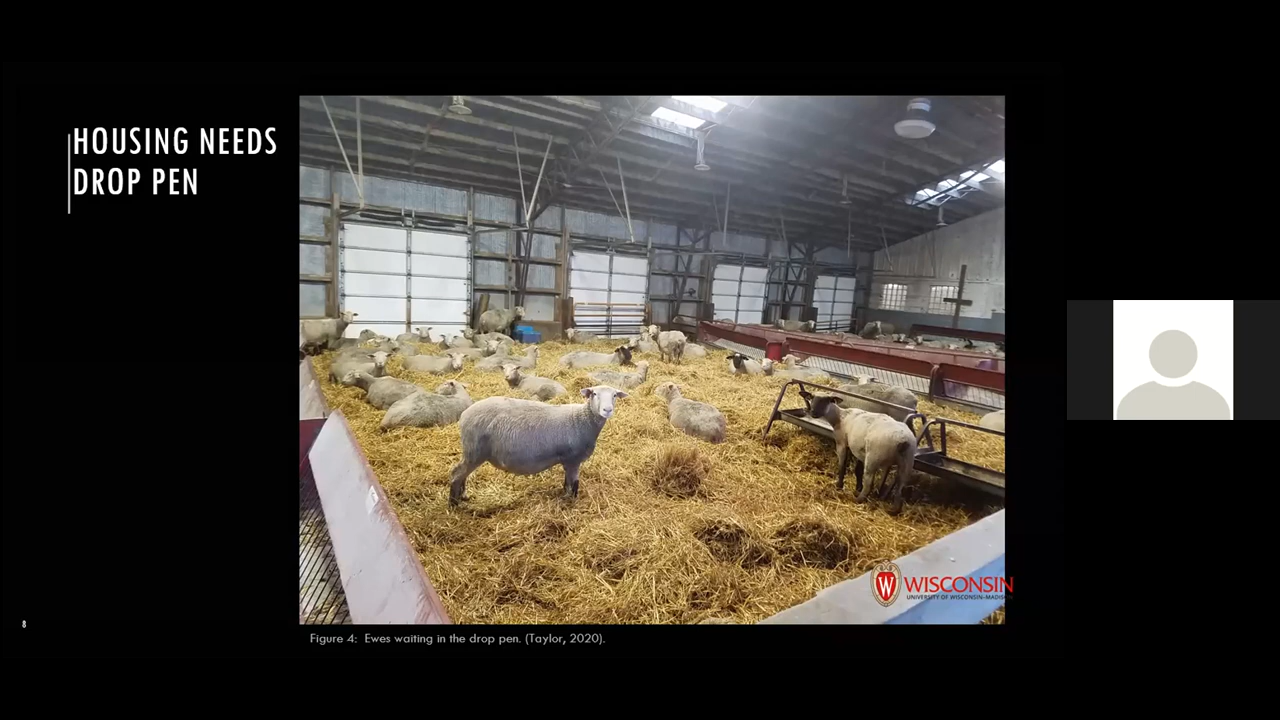 HOUSING NEEDS
DROP PEN
W WISCONSIN
UNIVERSITY OF WISCONSIN–MADISON
Figure 4: Ewes waiting in the drop pen. (Taylor, 2020).
8